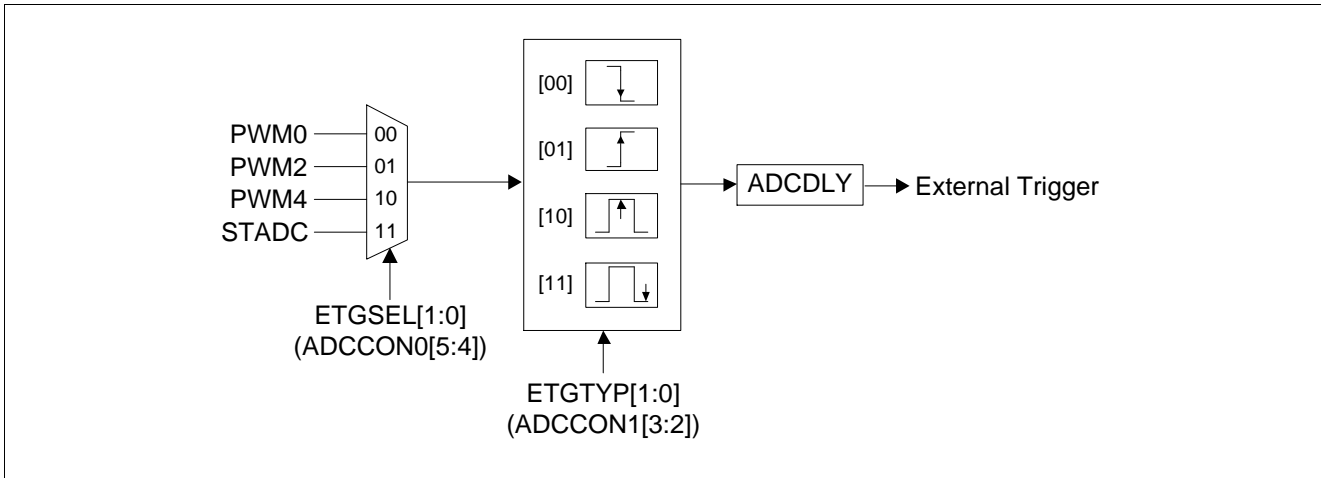 PWM0
PWM2
PWM4
STADC
00
01
10
11
ETGSEL[1:0]
(ADCCON0[5:4])
[00]
[01]
[10]
[11]
ETGTYP[1:0]
(ADCCON1[3:2])
ADCDLY
External Trigger